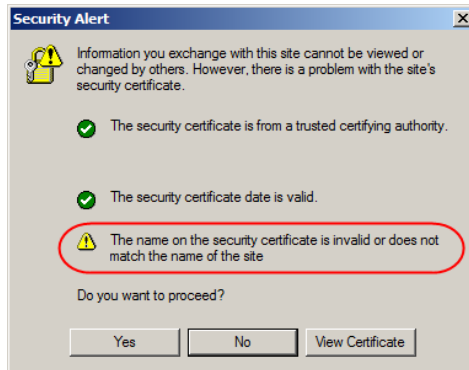 Security Alert
Information you exchange with this site cannot be viewed or
changed by others. However, there is a problem with the site's
security certificate.
The security certificate is from a trusted certifying authority.
The security certificate date is valid.
The name on the security certificate is invalid or does not
match the name of the site
Do you want to proceed?
Yes
No
View Certificate